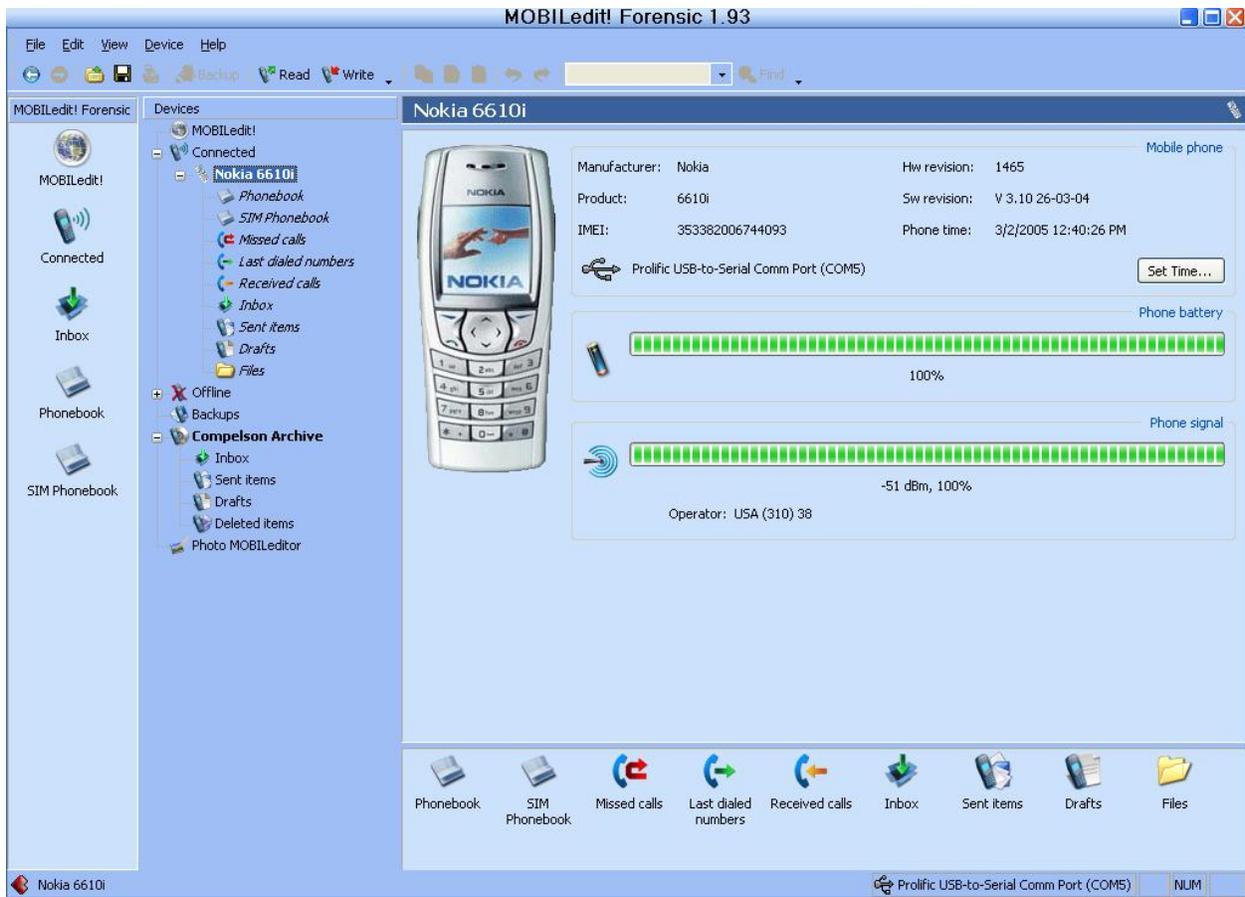 MOBILedit! Forensic 1.93
File Edit View Device Help
Backup Read Write Find
MOBILedit! Forensic
MOBILedit!
Connected
Inbox
Phonebook
SIM Phonebook
Devices
MOBILedit!
Connected
Nokia 6610i
Phonebook
SIM Phonebook
Missed calls
Last dialed numbers
Received calls
Inbox
Sent items
Drafts
Files
Offline
Backups
Compelson Archive
Inbox
Sent items
Drafts
Deleted items
Photo MOBILeditor
Nokia 6610i
NOKIA
NOKIA
Mobile phone
Manufacturer: Nokia Hw revision: 1465
Product: 6610i Sw revision: V 3.10 26-03-04
IMEI: 353382006744093 Phone time: 3/2/2005 12:40:26 PM
Prolific USB-to-Serial Comm Port (COM5) Set Time...
Phone battery
100%
Phone signal
-51 dBm, 100%
Operator: USA (310) 38
Phonebook
SIM
Phonebook
Missed calls
Last dialed
numbers
Received calls
Inbox
Sent items
Drafts
Files
Nokia 6610i Prolific USB-to-Serial Comm Port (COM5) NUM